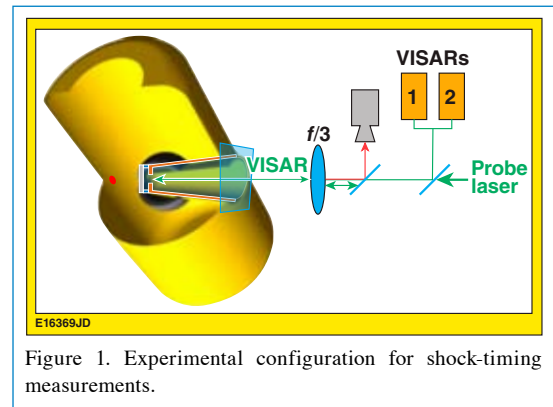 VISARs
1 2
f/3
VISAR
Probe
laser
E16369JD
Figure 1. Experimental configuration for shock-timing
measurements.